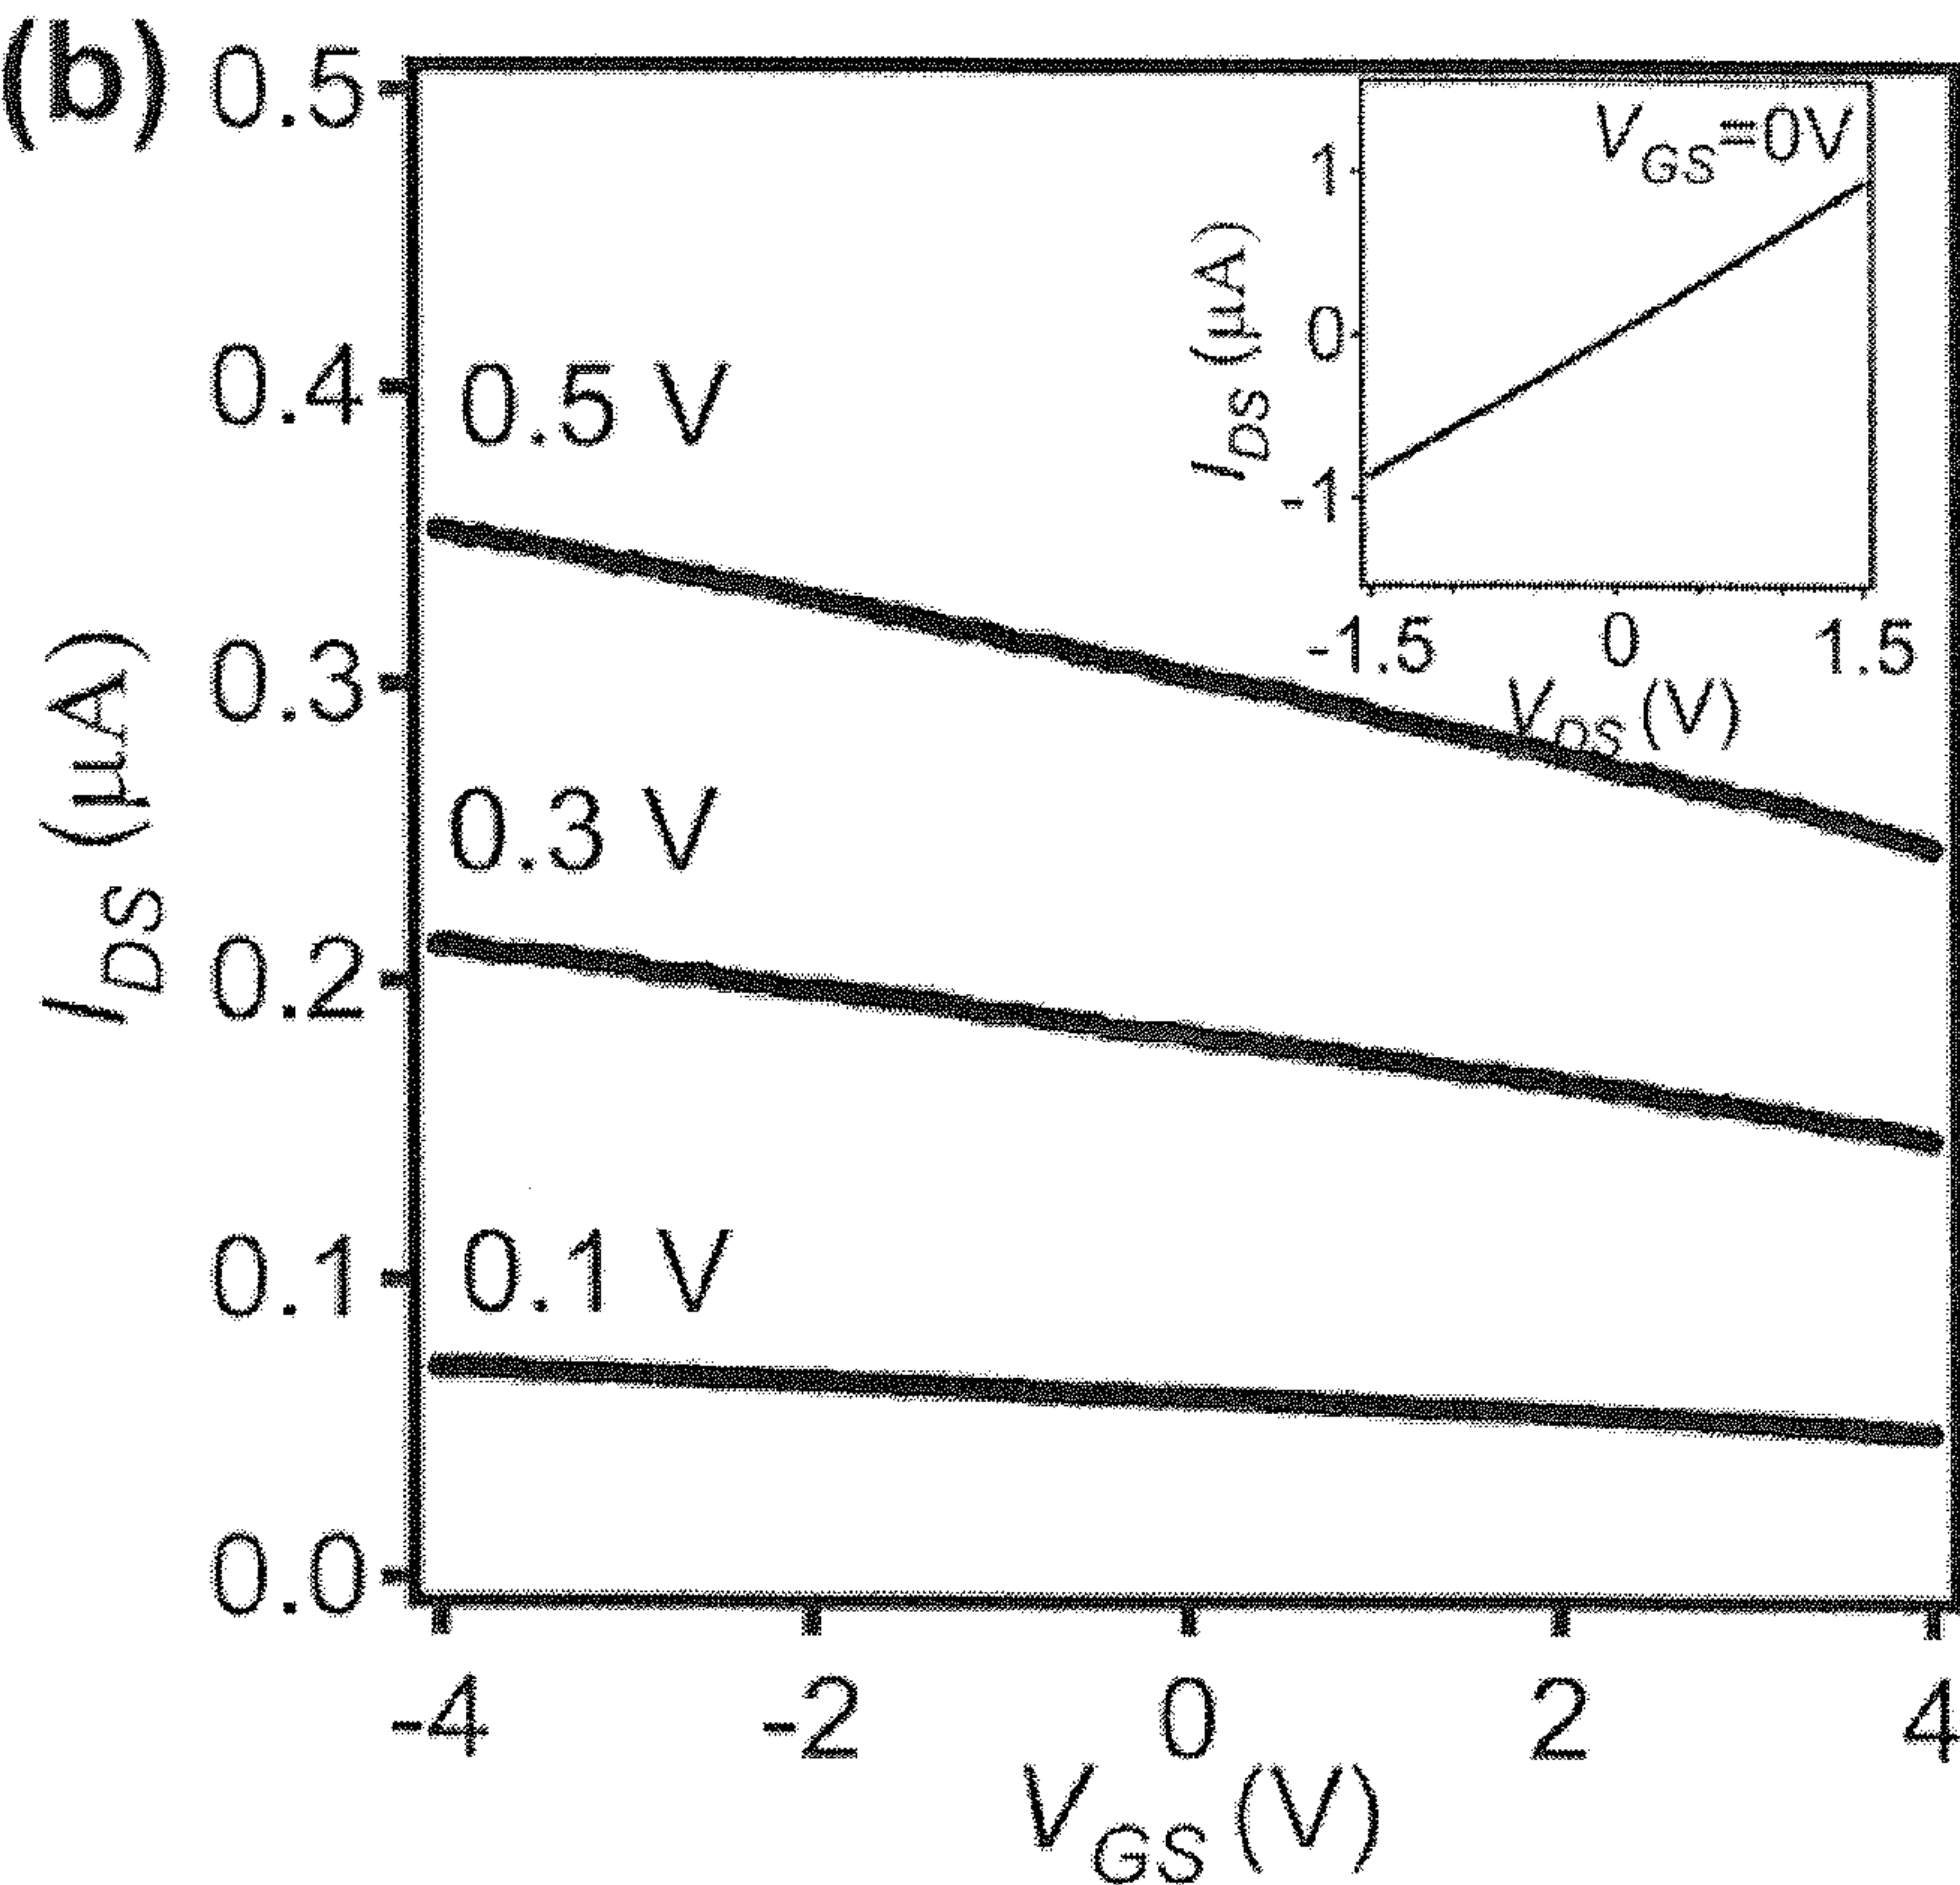 (b)
0.5
0.4
0.3
0.2
0.1
0.0
I_DS (μA)
0.5 V
0.3 V
0.1 V
-4 -2 0 2 4
V_GS (V)
V_GS=0V
1
0
-1
I_DS (μA)
-1.5 0 1.5
V_DS (V)